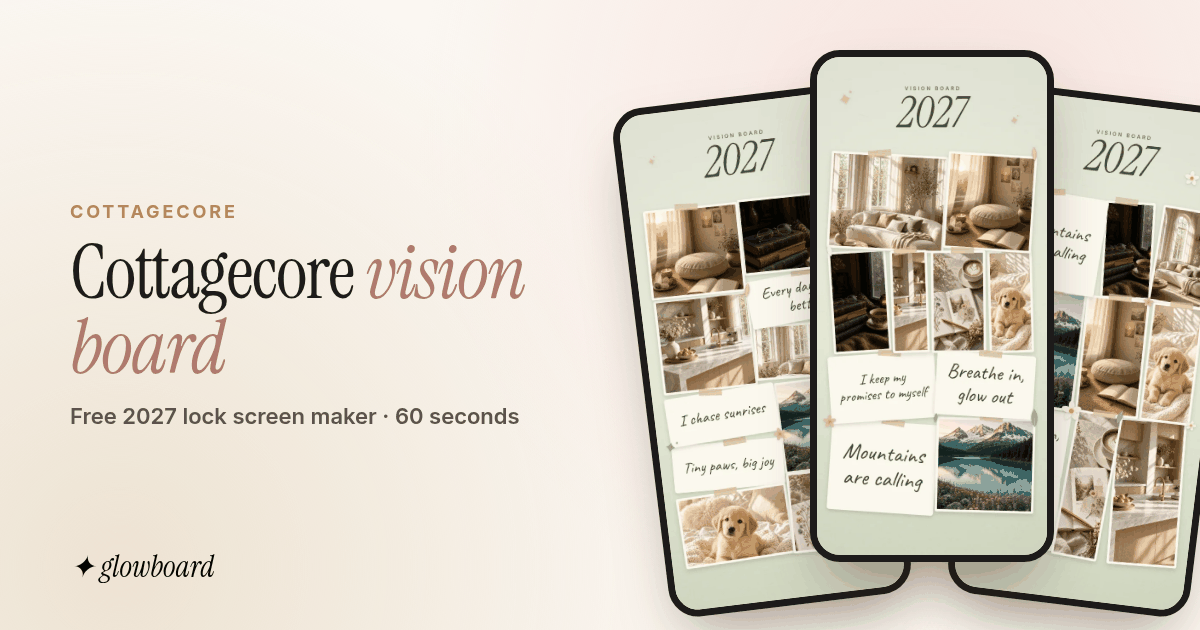 COTTAGECORE
Cottagecore vision
board
Free 2027 lock screen maker · 60 seconds
✦ glowboard
VISION BOARD
2027
Every
I chase sunrises
Tiny paws, big joy
VISION BOARD
2027
I keep my
promises to myself
Breathe in,
glow out
Mountains
are calling
VISION BOARD
2027
calling